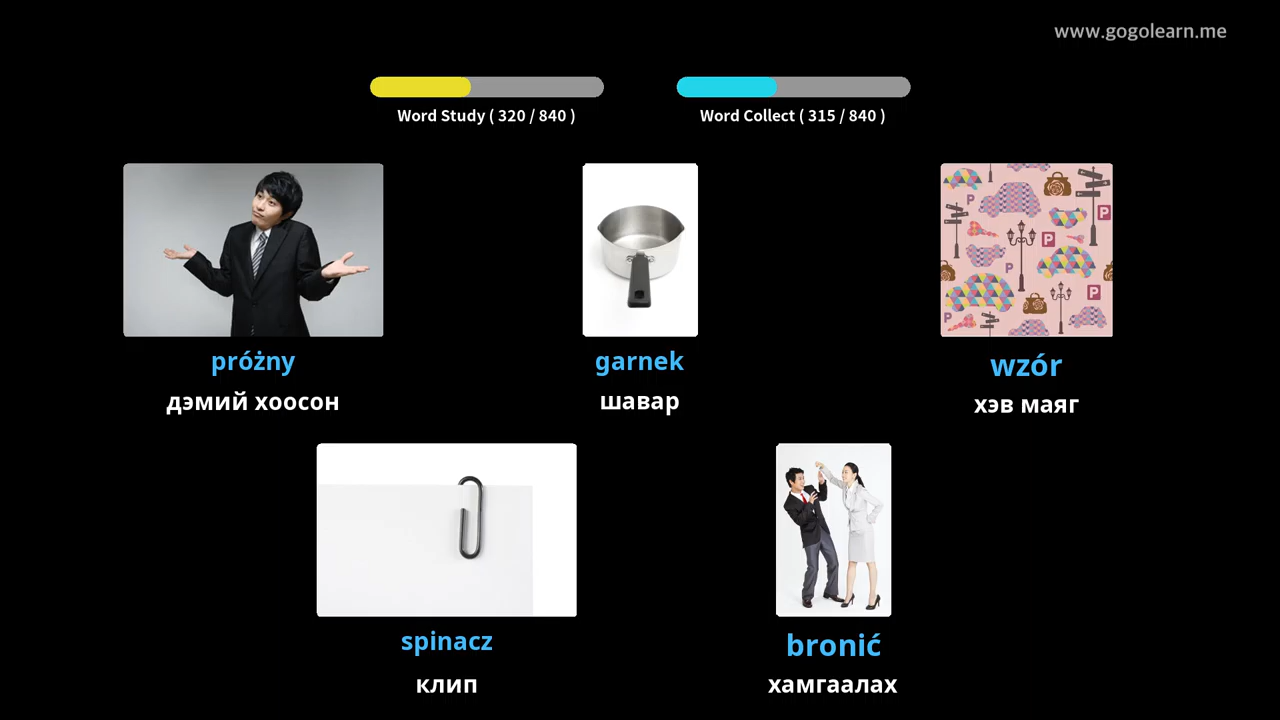 www.gogolearn.me
Word Study ( 320 / 840 )
Word Collect ( 315 / 840 )
P
P
P
P
P
P
próżny
дэмий хоосон
garnek
шавар
wzór
хэв маяг
spinacz
клип
bronić
хамгаалах